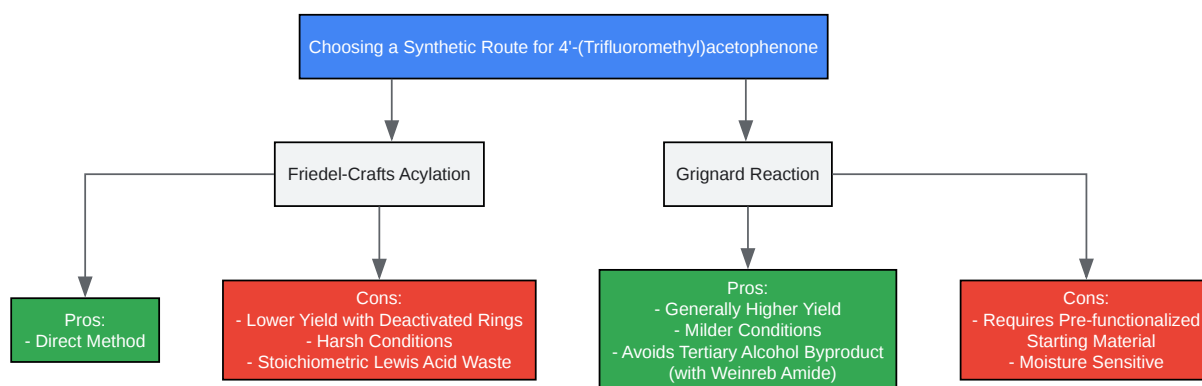 Choosing a Synthetic Route for 4'-(Trifluoromethyl)acetophenone
Friedel-Crafts Acylation
Grignard Reaction
Pros:
- Direct Method
Cons:
- Lower Yield with Deactivated Rings
- Harsh Conditions
- Stoichiometric Lewis Acid Waste
Pros:
- Generally Higher Yield
- Milder Conditions
- Avoids Tertiary Alcohol Byproduct
(with Weinreb Amide)
Cons:
- Requires Pre-functionalized
Starting Material
- Moisture Sensitive